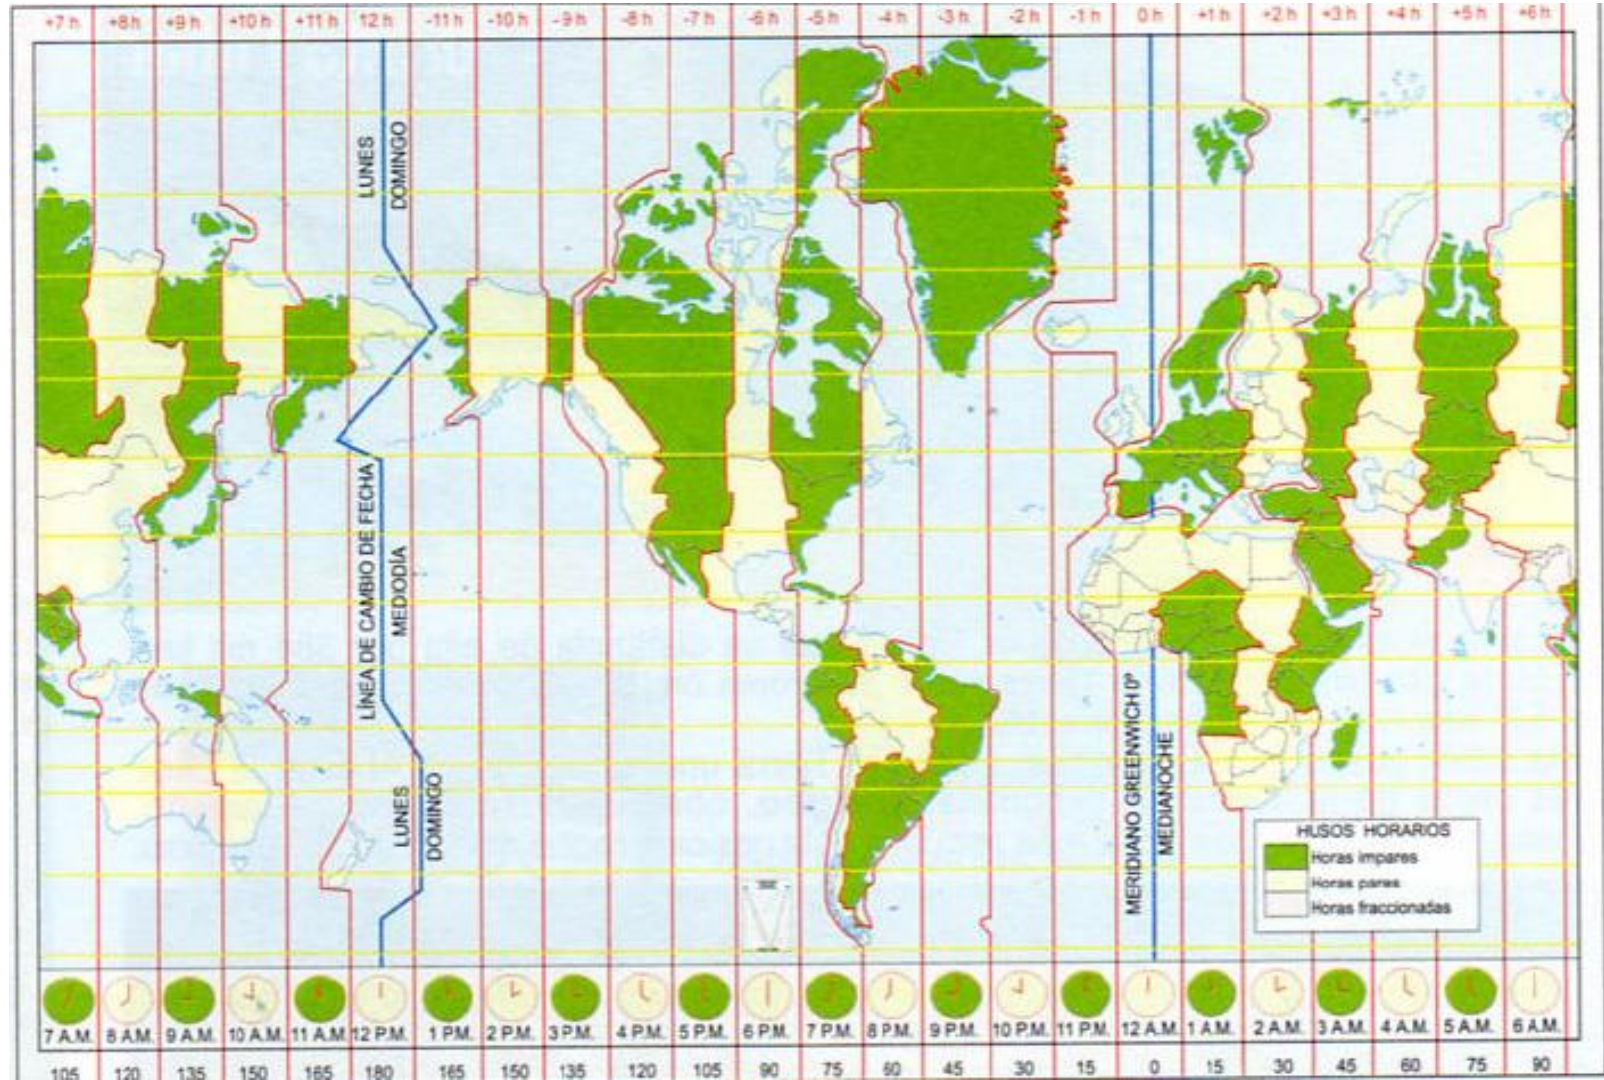 +7 h +8h +9 h +10 h +11 h 12 h -11 h -10 h -9 h -8 h -7 h -6 h -5 h -4 h -3 h -2 h -1 h 0 h +1 h +2 h +3 h +4 h +5 h +6 h
LUNES
DOMINGO
LÍNEA DE CAMBIO DE FECHA
MEDIODÍA
LUNES
DOMINGO
MERIDIANO GREENWICH 0º
MEDIANOCHE
HUSOS HORARIOS
Horas impares
Horas pares
Horas fraccionadas
7 A.M. 8 A.M. 9 A.M. 10 A.M. 11 A.M. 12 P.M. 1 P.M. 2 P.M. 3 P.M. 4 P.M. 5 P.M. 6 P.M. 7 P.M. 8 P.M. 9 P.M. 10 P.M. 11 P.M. 12 A.M. 1 A.M. 2 A.M. 3 A.M. 4 A.M. 5 A.M. 6 A.M.
105 120 135 150 165 180 165 150 135 120 105 90 75 60 45 30 15 0 15 30 45 60 75 90